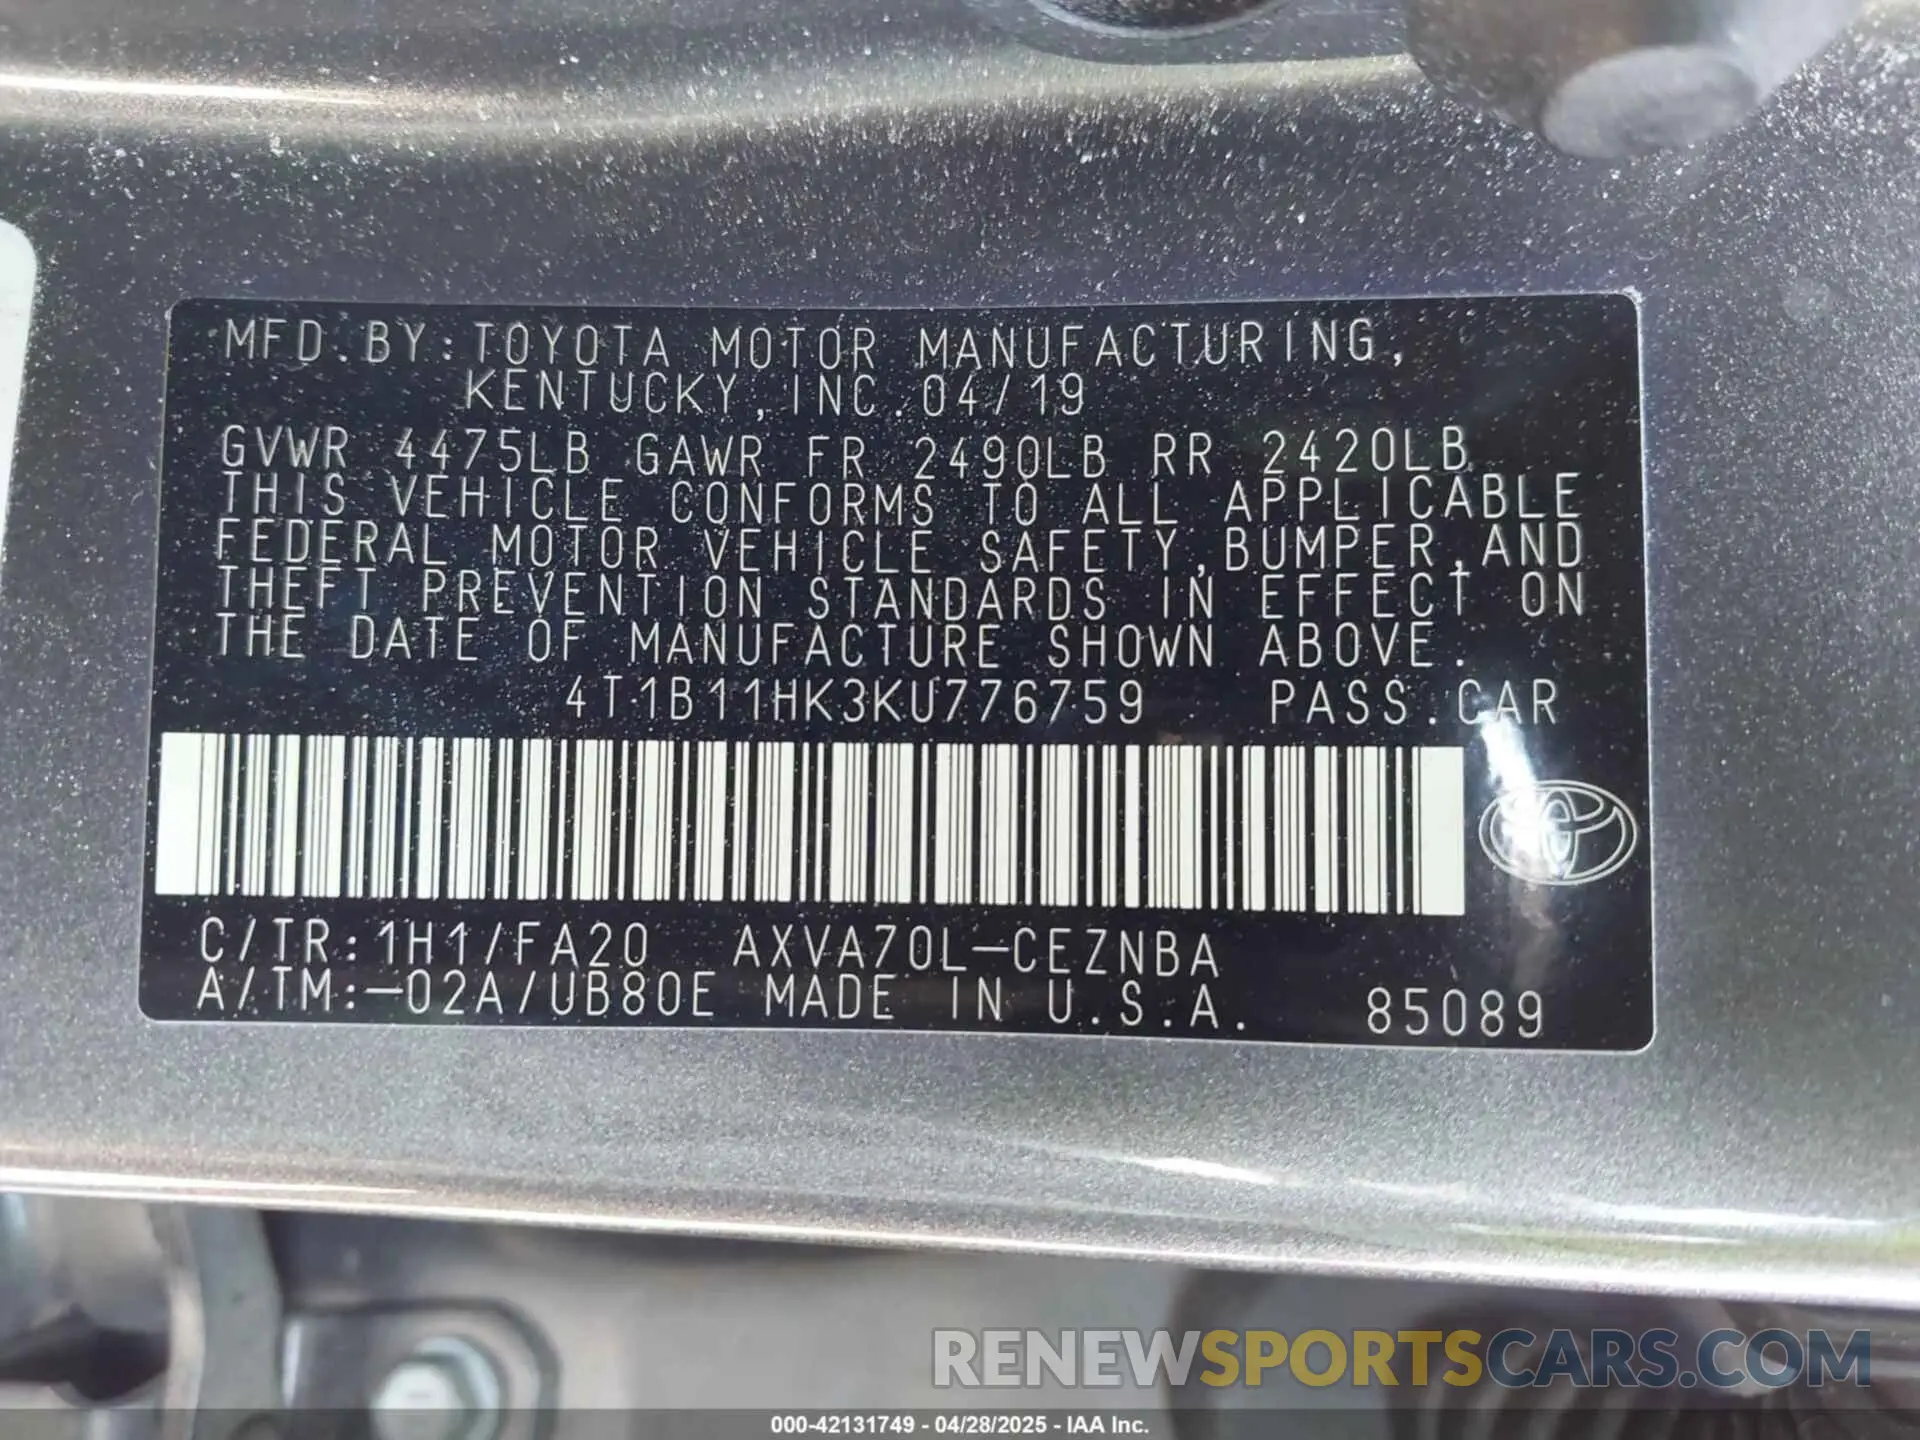 MFD.BY:TOYOTA MOTOR MANUFACTURING,
KENTUCKY,INC.04/19
GVWR 4475LB GAWR FR 2490LB RR 2420LB
THIS VEHICLE CONFORMS TO ALL APPLICABLE
FEDERAL MOTOR VEHICLE SAFETY,BUMPER,AND
THEFT PREVENTION STANDARDS IN EFFECT ON
THE DATE OF MANUFACTURE SHOWN ABOVE.
4T1B11HK3KU776759 PASS.CAR
C/TR:1H1/FA20 AXVA70L-CEZNBA
A/TM:-02A/UB80E MADE IN U.S.A. 85089
RENEWSPORTSCARS.COM
000-42131749 - 04/28/2025 - IAA Inc.